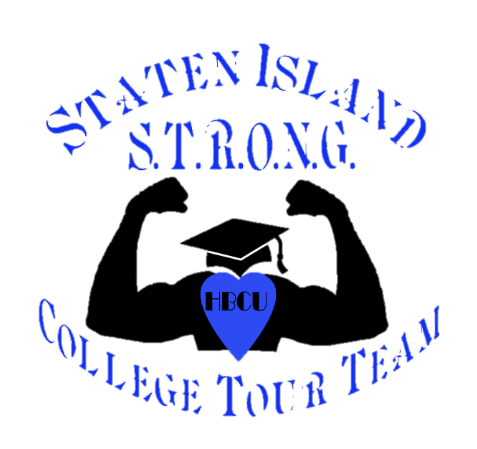 STATEN ISLAND
S.T.R.O.N.G.
HBCU
COLLEGE TOUR TEAM